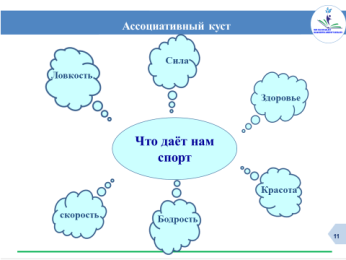 Ассоциативный куст
Сила
Ловкость
Здоровье
Что даёт нам
спорт
Красота
скорость
Бодрость
11